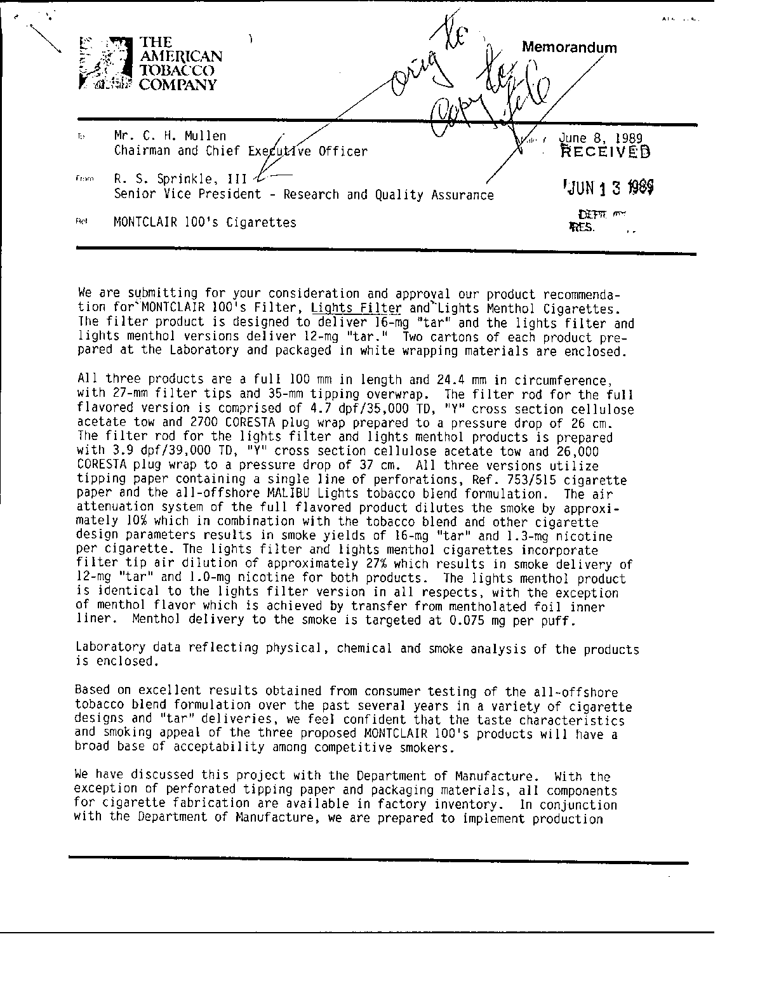 THE
AMERICAN
TOBACCO
COMPANY
Memorandum
orig to
copy to
file
To
Mr. C. H. Mullen
Chairman and Chief Executive Officer
Date
June 8, 1989
RECEIVED
From
R. S. Sprinkle, III
Senior Vice President - Research and Quality Assurance
JUN 13 1989
Ref
MONTCLAIR 100's Cigarettes
RES.
We are submitting for your consideration and approval our product recommenda-
tion for MONTCLAIR 100's Filter, Lights Filter and Lights Menthol Cigarettes.
The filter product is designed to deliver 16-mg "tar" and the lights filter and
lights menthol versions deliver 12-mg "tar." Two cartons of each product pre-
pared at the Laboratory and packaged in white wrapping materials are enclosed.
All three products are a full 100 mm in length and 24.4 mm in circumference,
with 27-mm filter tips and 35-mm tipping overwrap. The filter rod for the full
flavored version is comprised of 4.7 dpf/35,000 TD, "Y" cross section cellulose
acetate tow and 2700 CORESTA plug wrap prepared to a pressure drop of 26 cm.
The filter rod for the lights filter and lights menthol products is prepared
with 3.9 dpf/39,000 TD, "Y" cross section cellulose acetate tow and 26,000
CORESTA plug wrap to a pressure drop of 37 cm. All three versions utilize
tipping paper containing a single line of perforations, Ref. 753/515 cigarette
paper and the all-offshore MALIBU Lights tobacco blend formulation. The air
attenuation system of the full flavored product dilutes the smoke by approxi-
mately 10% which in combination with the tobacco blend and other cigarette
design parameters results in smoke yields of 16-mg "tar" and 1.3-mg nicotine
per cigarette. The lights filter and lights menthol cigarettes incorporate
filter tip air dilution of approximately 27% which results in smoke delivery of
12-mg "tar" and 1.0-mg nicotine for both products. The lights menthol product
is identical to the lights filter version in all respects, with the exception
of menthol flavor which is achieved by transfer from mentholated foil inner
liner. Menthol delivery to the smoke is targeted at 0.075 mg per puff.
Laboratory data reflecting physical, chemical and smoke analysis of the products
is enclosed.
Based on excellent results obtained from consumer testing of the all-offshore
tobacco blend formulation over the past several years in a variety of cigarette
designs and "tar" deliveries, we feel confident that the taste characteristics
and smoking appeal of the three proposed MONTCLAIR 100's products will have a
broad base of acceptability among competitive smokers.
We have discussed this project with the Department of Manufacture. With the
exception of perforated tipping paper and packaging materials, all components
for cigarette fabrication are available in factory inventory. In conjunction
with the Department of Manufacture, we are prepared to implement production